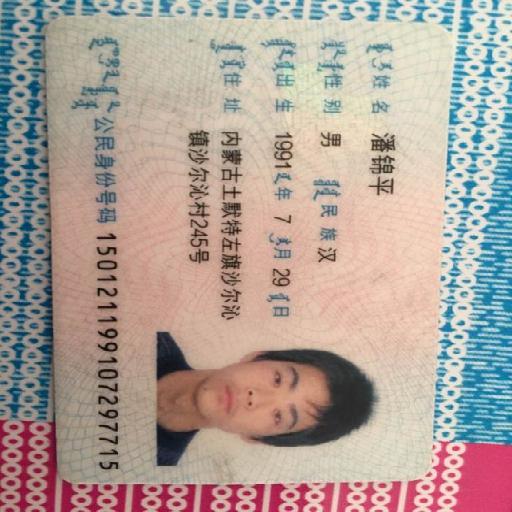 姓名 潘锦平
性别 男 民族 汉
出生 1991 年 7 月 29 日
住址 内蒙古土默特左旗沙尔沁
镇沙尔沁村245号
公民身份号码 150121199107297715